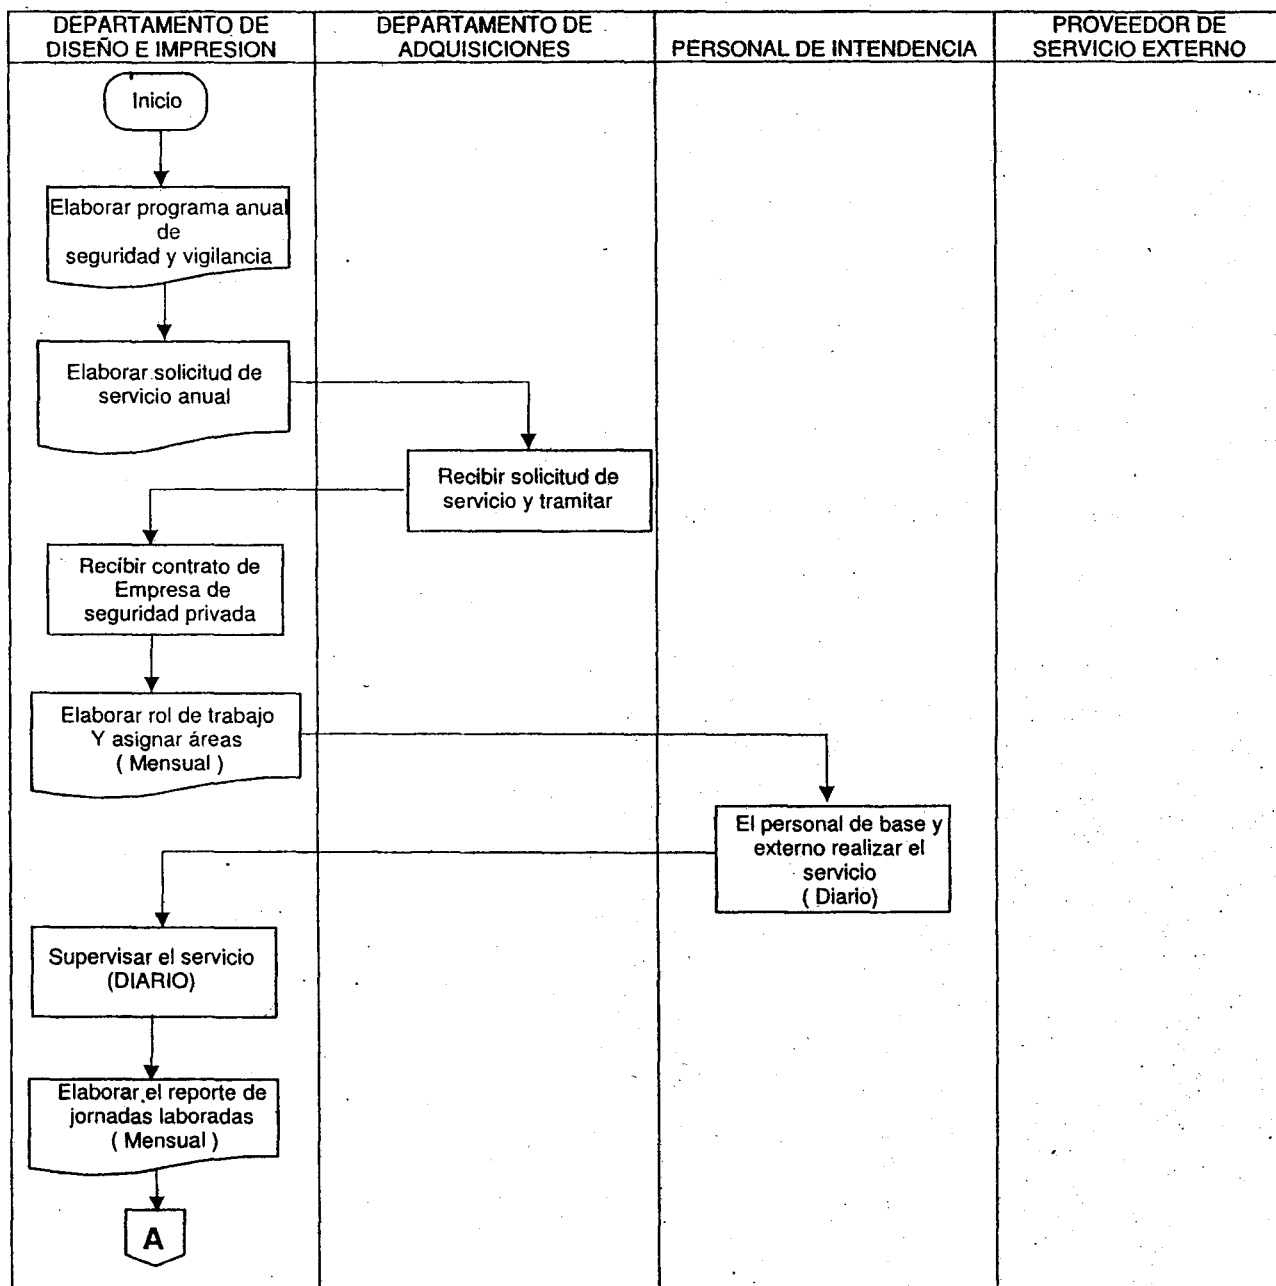 DEPARTAMENTO DE
DISEÑO E IMPRESION
DEPARTAMENTO DE
ADQUISICIONES
PERSONAL DE INTENDENCIA
PROVEEDOR DE
SERVICIO EXTERNO
Inicio
Elaborar programa anual
de
seguridad y vigilancia
Elaborar solicitud de
servicio anual
Recibir solicitud de
servicio y tramitar
Recibir contrato de
Empresa de
seguridad privada
Elaborar rol de trabajo
Y asignar áreas
( Mensual )
El personal de base y
externo realizar el
servicio
( Diario)
Supervisar el servicio
(DIARIO)
Elaborar el reporte de
jornadas laboradas
( Mensual )
A